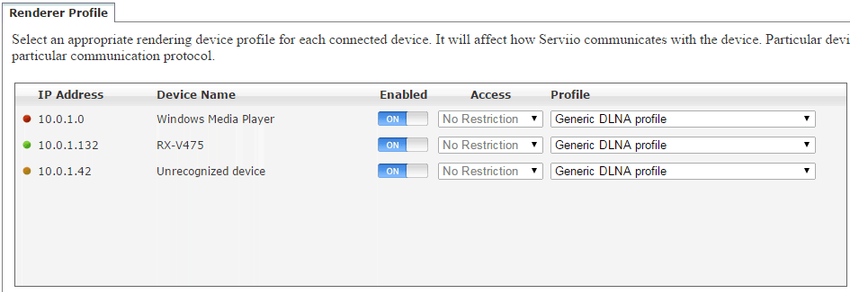 Renderer Profile
Select an appropriate rendering device profile for each connected device. It will affect how Serviio communicates with the device. Particular devi
particular communication protocol.
IP Address Device Name Enabled Access Profile
10.0.1.0 Windows Media Player ON No Restriction Generic DLNA profile
10.0.1.132 RX-V475 ON No Restriction Generic DLNA profile
10.0.1.42 Unrecognized device ON No Restriction Generic DLNA profile